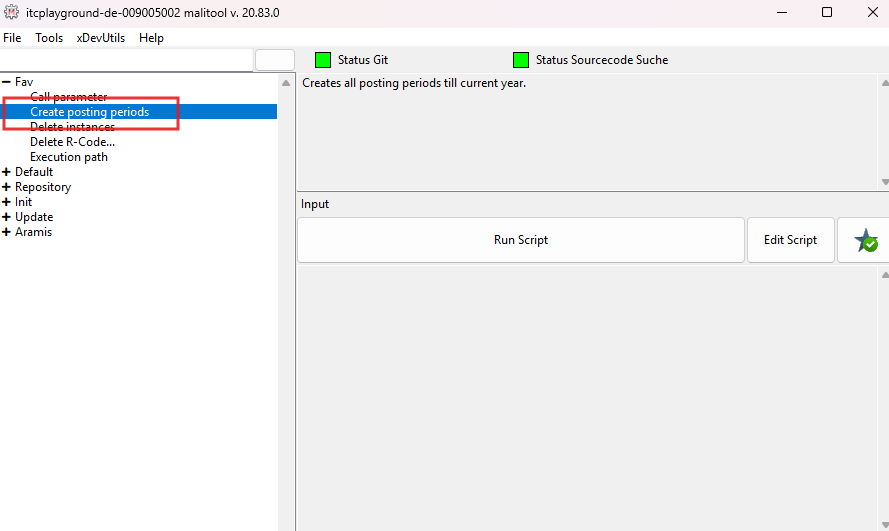 itcplayground-de-009005002 malitool v. 20.83.0
File Tools xDevUtils Help
Status Git Status Sourcecode Suche
Fav
Call parameter
Create posting periods
Delete instances
Delete R-Code...
Execution path
Default
Repository
Init
Update
Aramis
Creates all posting periods till current year.
Input
Run Script Edit Script